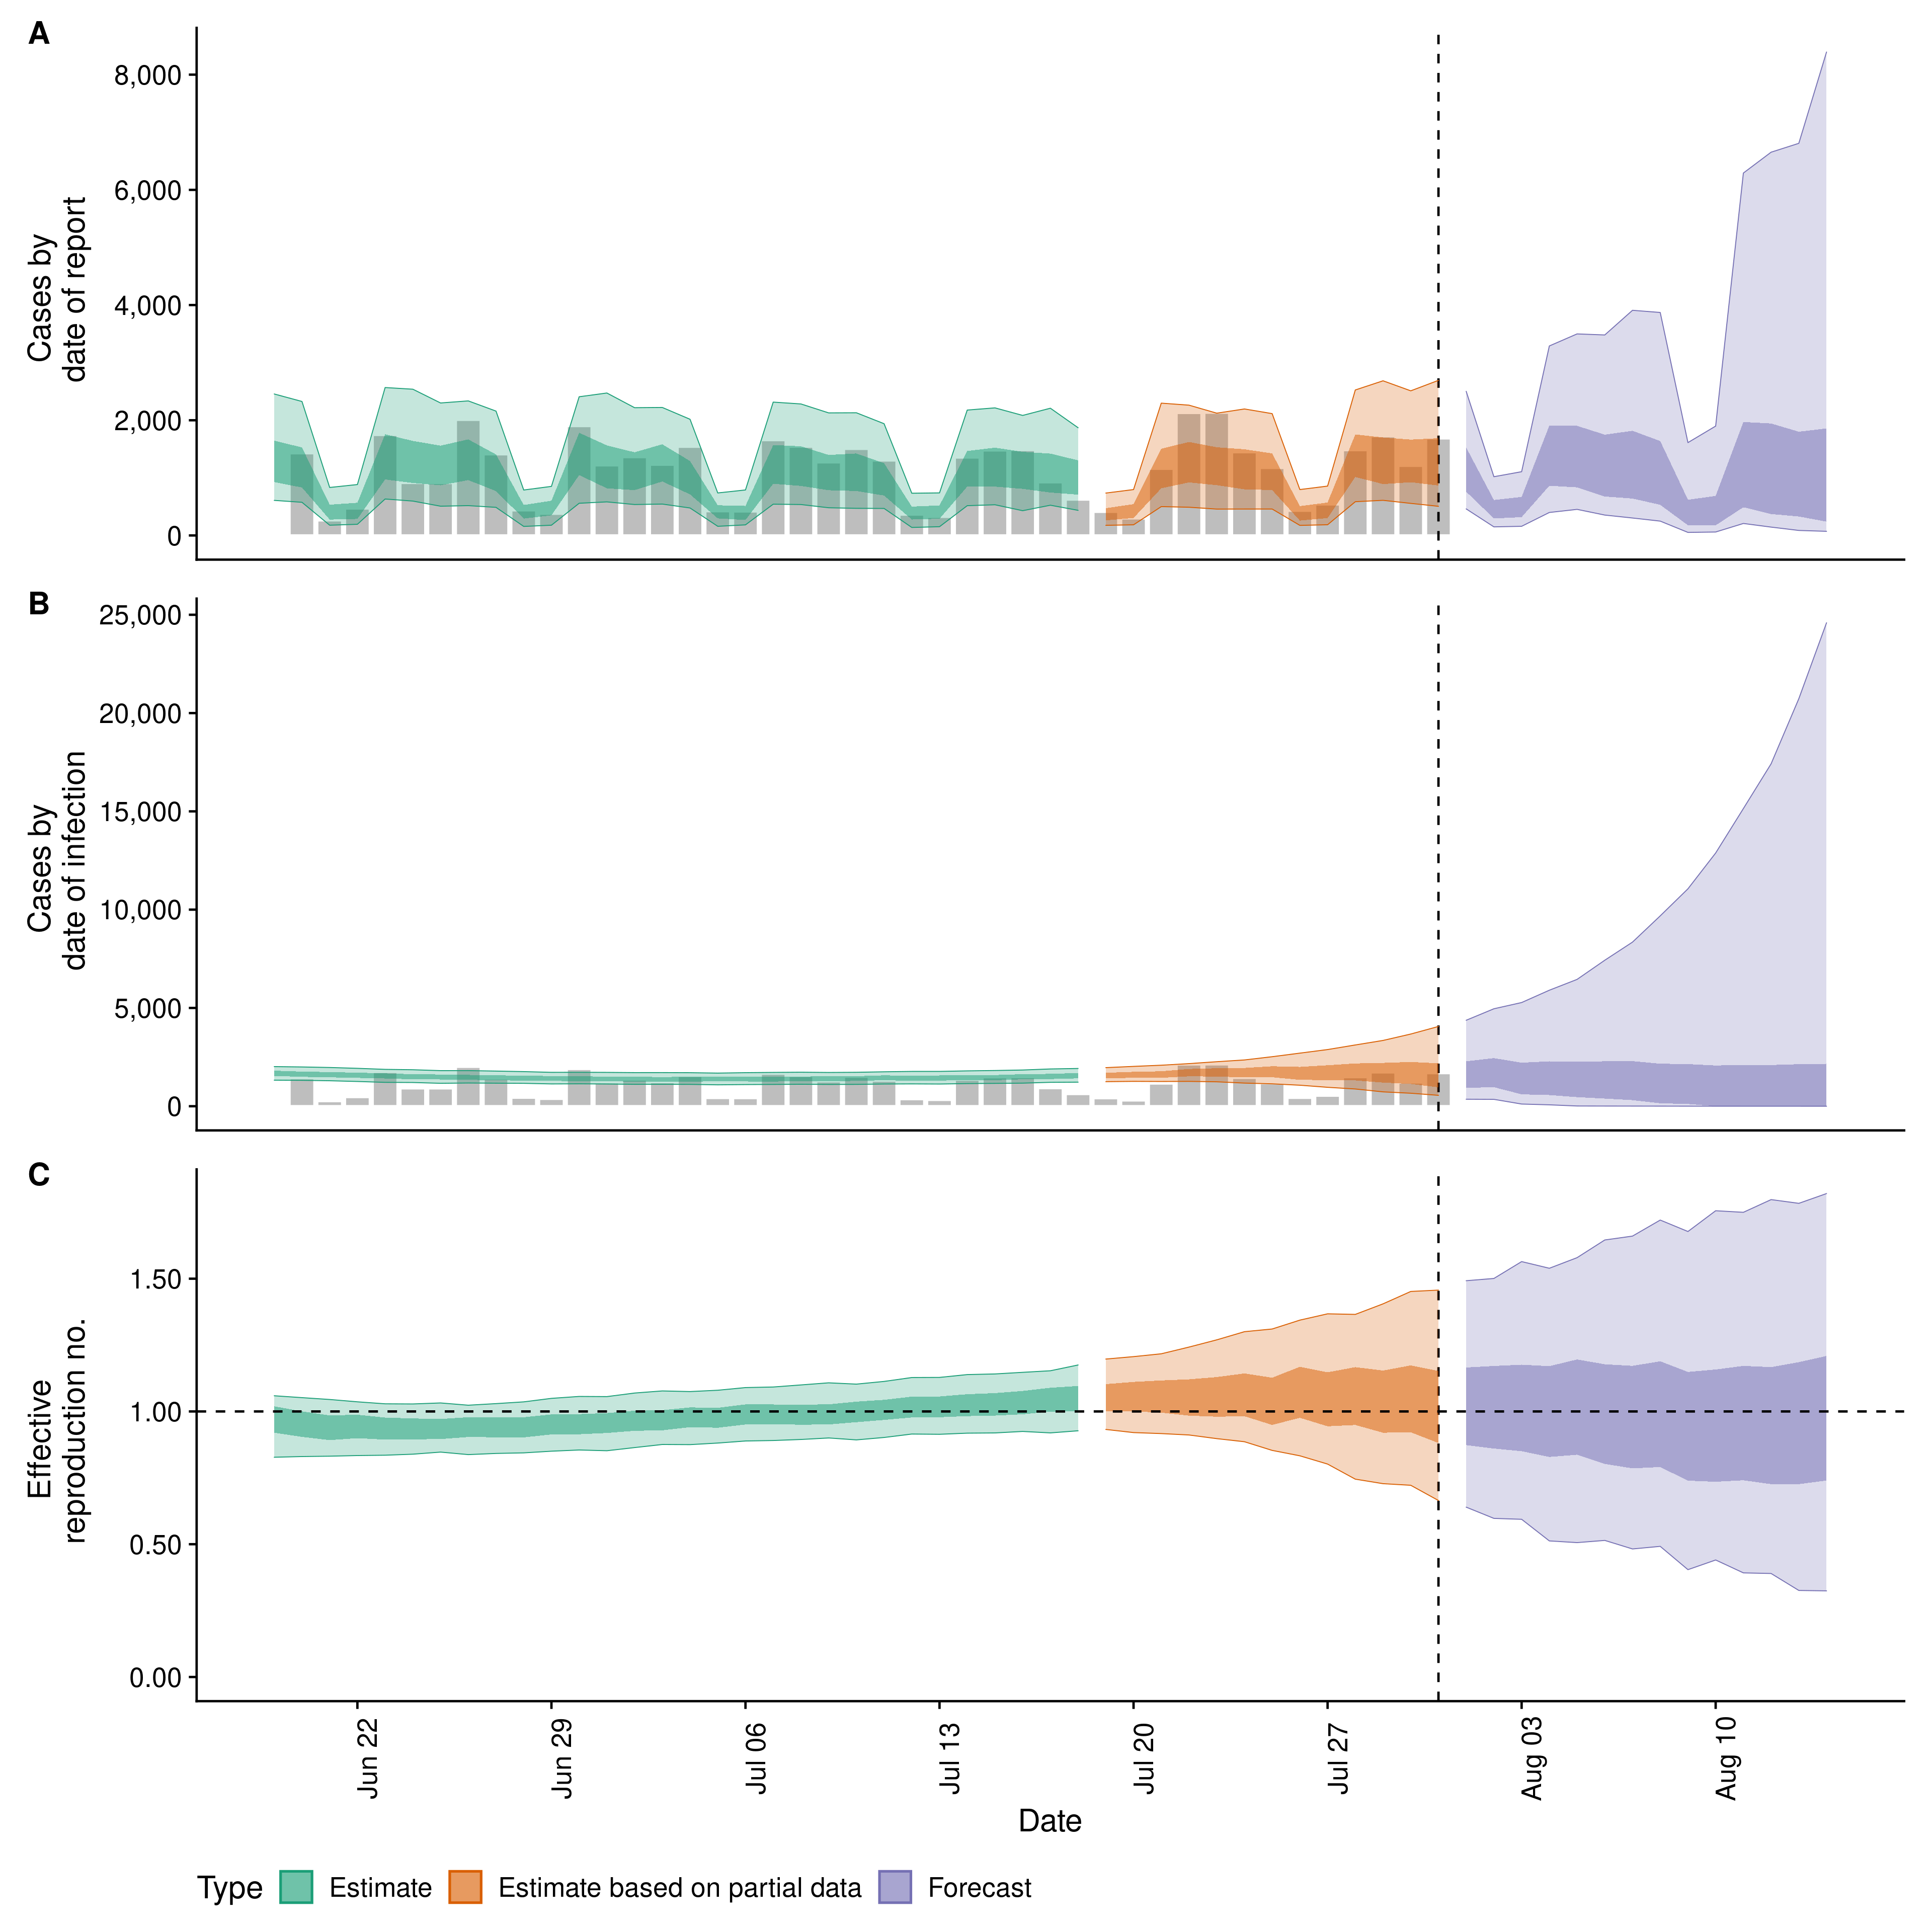 A
8,000
6,000
4,000
2,000
0
Cases by
date of report
B
25,000
20,000
15,000
10,000
5,000
0
Cases by
date of infection
C
1.50
1.00
0.50
0.00
Effective
reproduction no.
Jun 22
Jun 29
Jul 06
Jul 13
Jul 20
Jul 27
Aug 03
Aug 10
Date
Type Estimate Estimate based on partial data Forecast